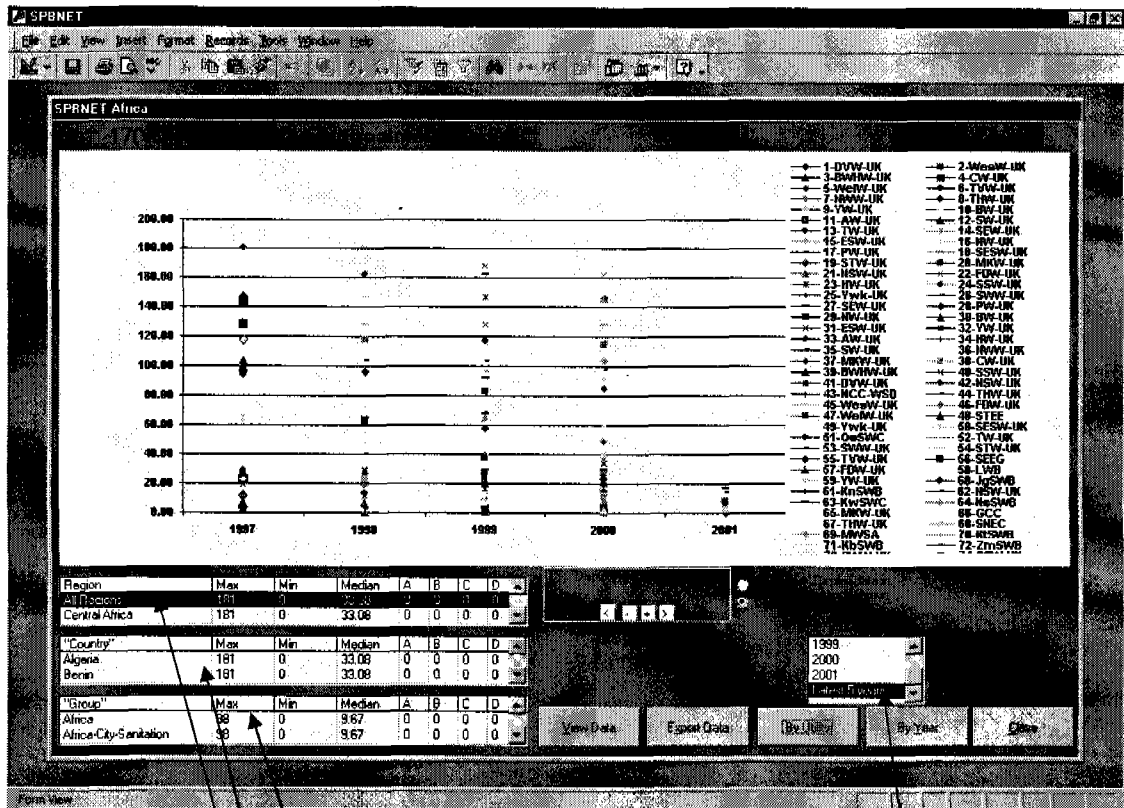 SPBNET
File Edit View Insert Format Records Tools Window Help
SPBNET Africa
1-DVW-UK 2-WesW-UK
3-BWHW-UK 4-CW-UK
5-WelW-UK 6-TVW-UK
7-NWW-UK 8-THW-UK
9-YW-UK 10-BW-UK
11-AW-UK 12-SW-UK
13-TW-UK 14-SEW-UK
15-ESW-UK 16-HW-UK
17-PW-UK 18-SESW-UK
19-STW-UK 20-MKW-UK
21-NSW-UK 22-FDW-UK
23-HW-UK 24-SSW-UK
25-Ywk-UK 26-SWW-UK
27-SEW-UK 28-PW-UK
29-NW-UK 30-BW-UK
31-ESW-UK 32-YW-UK
33-AW-UK 34-HW-UK
35-SW-UK 36-NWW-UK
37-MKW-UK 38-CW-UK
39-BWHW-UK 40-SSW-UK
41-DVW-UK 42-NSW-UK
43-NCC-WSD 44-THW-UK
45-WesW-UK 46-FDW-UK
47-WelW-UK 48-STEE
49-Ywk-UK 50-SESW-UK
51-OeSWC 52-TW-UK
53-SWW-UK 54-STW-UK
55-TVW-UK 56-SEEG
57-FDW-UK 58-LWB
59-YW-UK 60-JgSWB
61-KnSWB 62-NSW-UK
63-KwSWC 64-NeSWB
65-MKW-UK 66-GCC
67-THW-UK 68-SNEC
69-MWSA 70-KtSWB
71-KbSWB 72-ZmSWB
200.00
180.00
160.00
140.00
120.00
100.00
80.00
60.00
40.00
20.00
0.00
1997 1998 1999 2000 2001
Region Max Min Median A B C D
All Regions 181 0 33.08 0 0 0 0
Central Africa 181 0 33.08 0 0 0 0
"Country" Max Min Median A B C D
Algeria 181 0 33.08 0 0 0 0
Benin 181 0 33.08 0 0 0 0
"Group" Max Min Median A B C D
Africa 98 0 9.67 0 0 0 0
Africa-City-Sanitation 98 0 9.67 0 0 0 0
< - + >
1999
2000
2001
View Data Export Data By Utility By Year Close
Form View